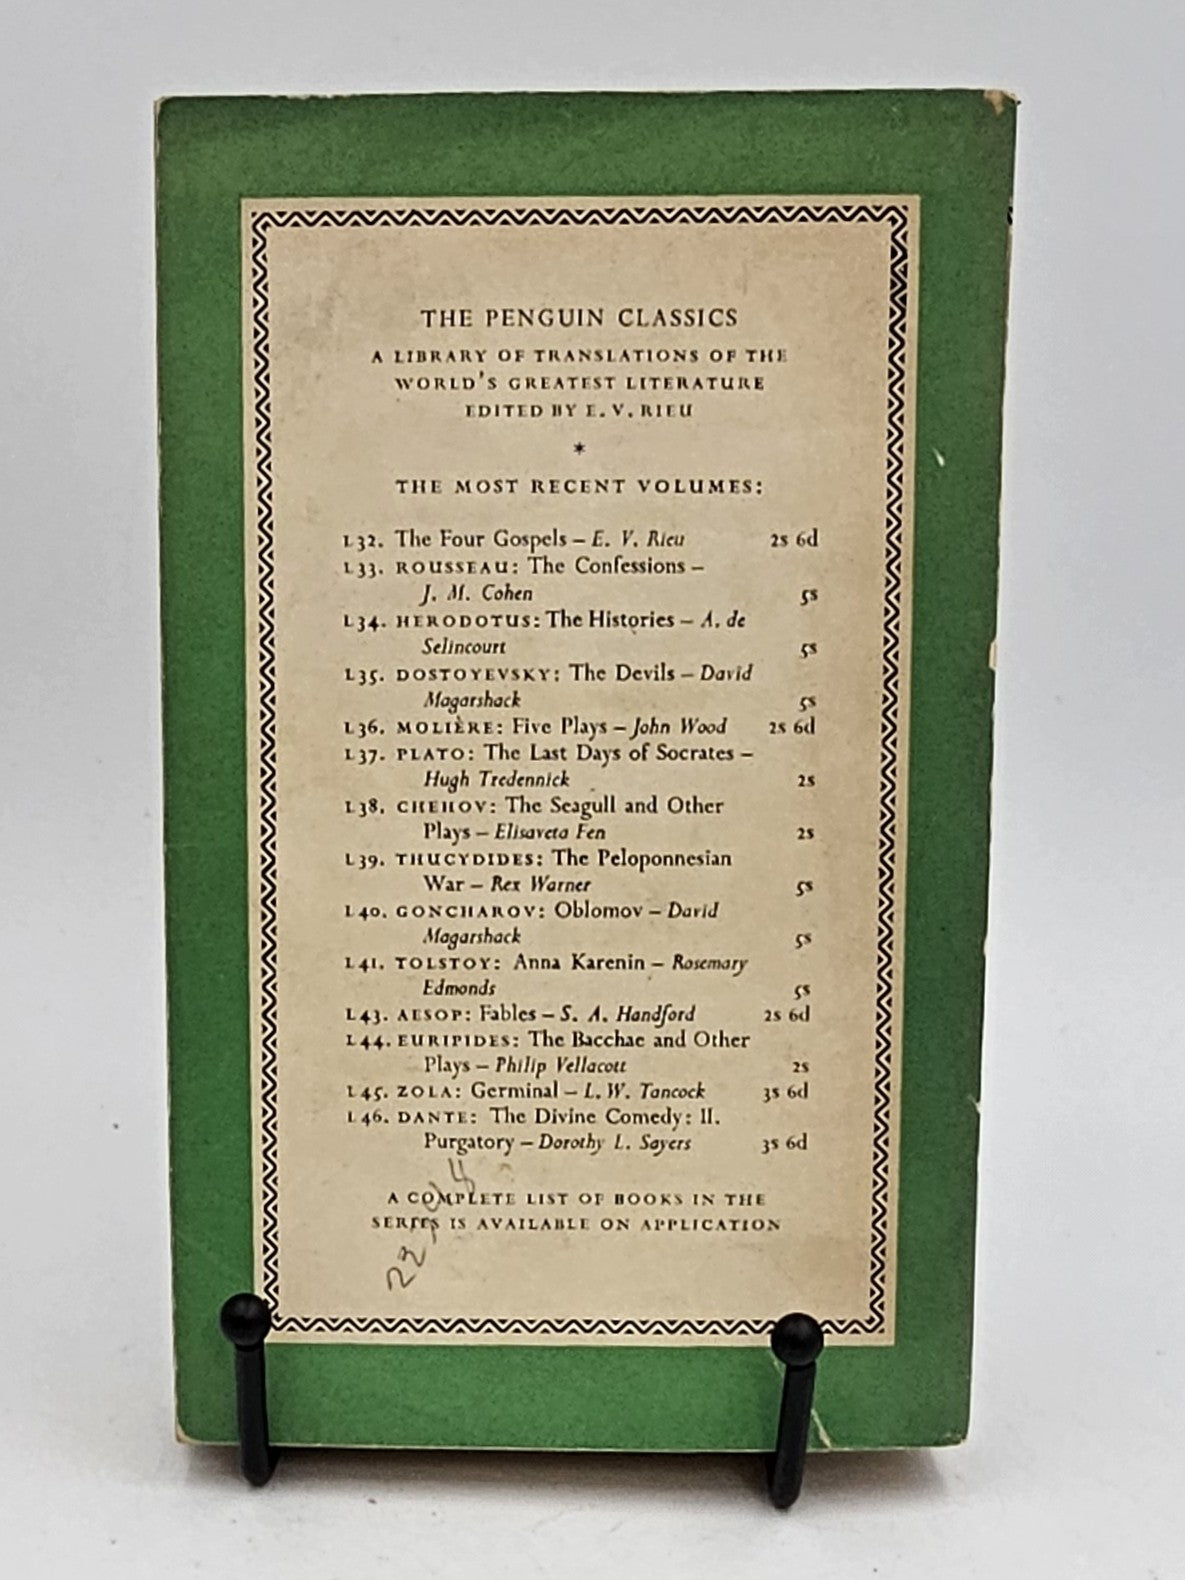 THE PENGUIN CLASSICS
A LIBRARY OF TRANSLATIONS OF THE
WORLD'S GREATEST LITERATURE
EDITED BY E. V. RIEU
*
THE MOST RECENT VOLUMES:
L32. The Four Gospels – E. V. Rieu 2s 6d
L33. ROUSSEAU: The Confessions –
J. M. Cohen 5s
L34. HERODOTUS: The Histories – A. de
Selincourt 5s
L35. DOSTOYEVSKY: The Devils – David
Magarshack 5s
L36. MOLIÈRE: Five Plays – John Wood 2s 6d
L37. PLATO: The Last Days of Socrates –
Hugh Tredennick 2s
L38. CHEHOV: The Seagull and Other
Plays – Elisaveta Fen 2s
L39. THUCYDIDES: The Peloponnesian
War – Rex Warner 5s
L40. GONCHAROV: Oblomov – David
Magarshack 5s
L41. TOLSTOY: Anna Karenin – Rosemary
Edmonds 5s
L43. AESOP: Fables – S. A. Handford 2s 6d
L44. EURIPIDES: The Bacchae and Other
Plays – Philip Vellacott 2s
L45. ZOLA: Germinal – L. W. Tancock 3s 6d
L46. DANTE: The Divine Comedy: II.
Purgatory – Dorothy L. Sayers 3s 6d
A COMPLETE LIST OF BOOKS IN THE
SERIES IS AVAILABLE ON APPLICATION